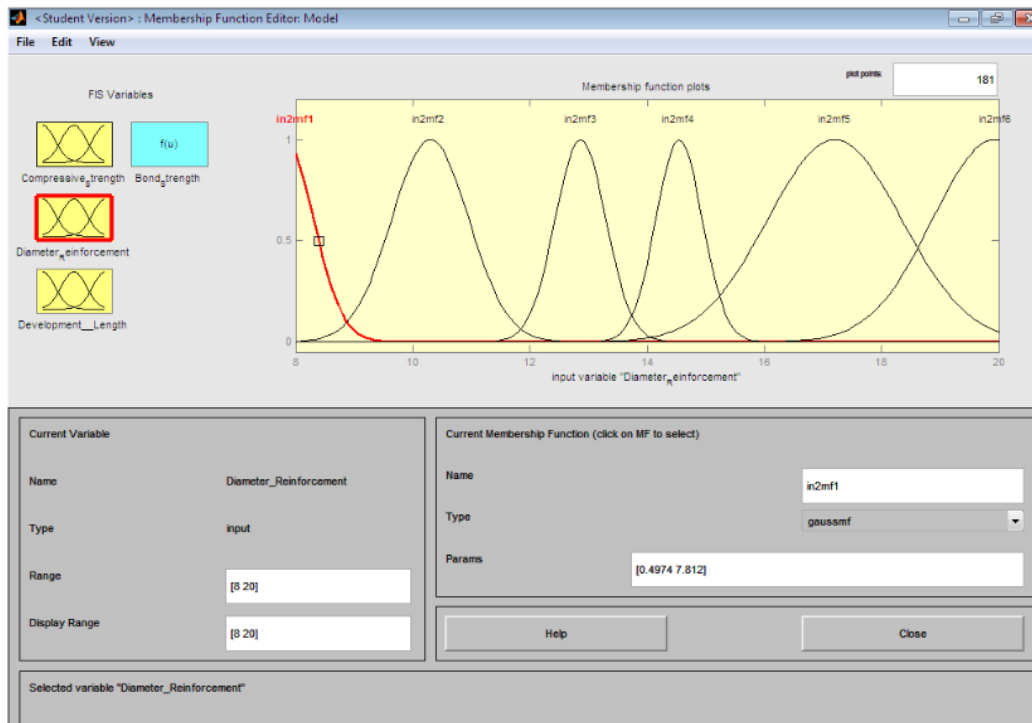 <Student Version> : Membership Function Editor: Model
File Edit View
FIS Variables
f(u)
Compressive_Strength Bond_Strength
Diameter_Reinforcement
Development__Length
plot points: 181
Membership function plots
in2mf1 in2mf2 in2mf3 in2mf4 in2mf5 in2mf6
1
0.5
0
8 10 12 14 16 18 20
input variable "Diameter_Reinforcement"
Current Variable
Name Diameter_Reinforcement
Type input
Range [8 20]
Display Range [8 20]
Current Membership Function (click on MF to select)
Name in2mf1
Type gaussmf
Params [0.4974 7.812]
Help Close
Selected variable "Diameter_Reinforcement"